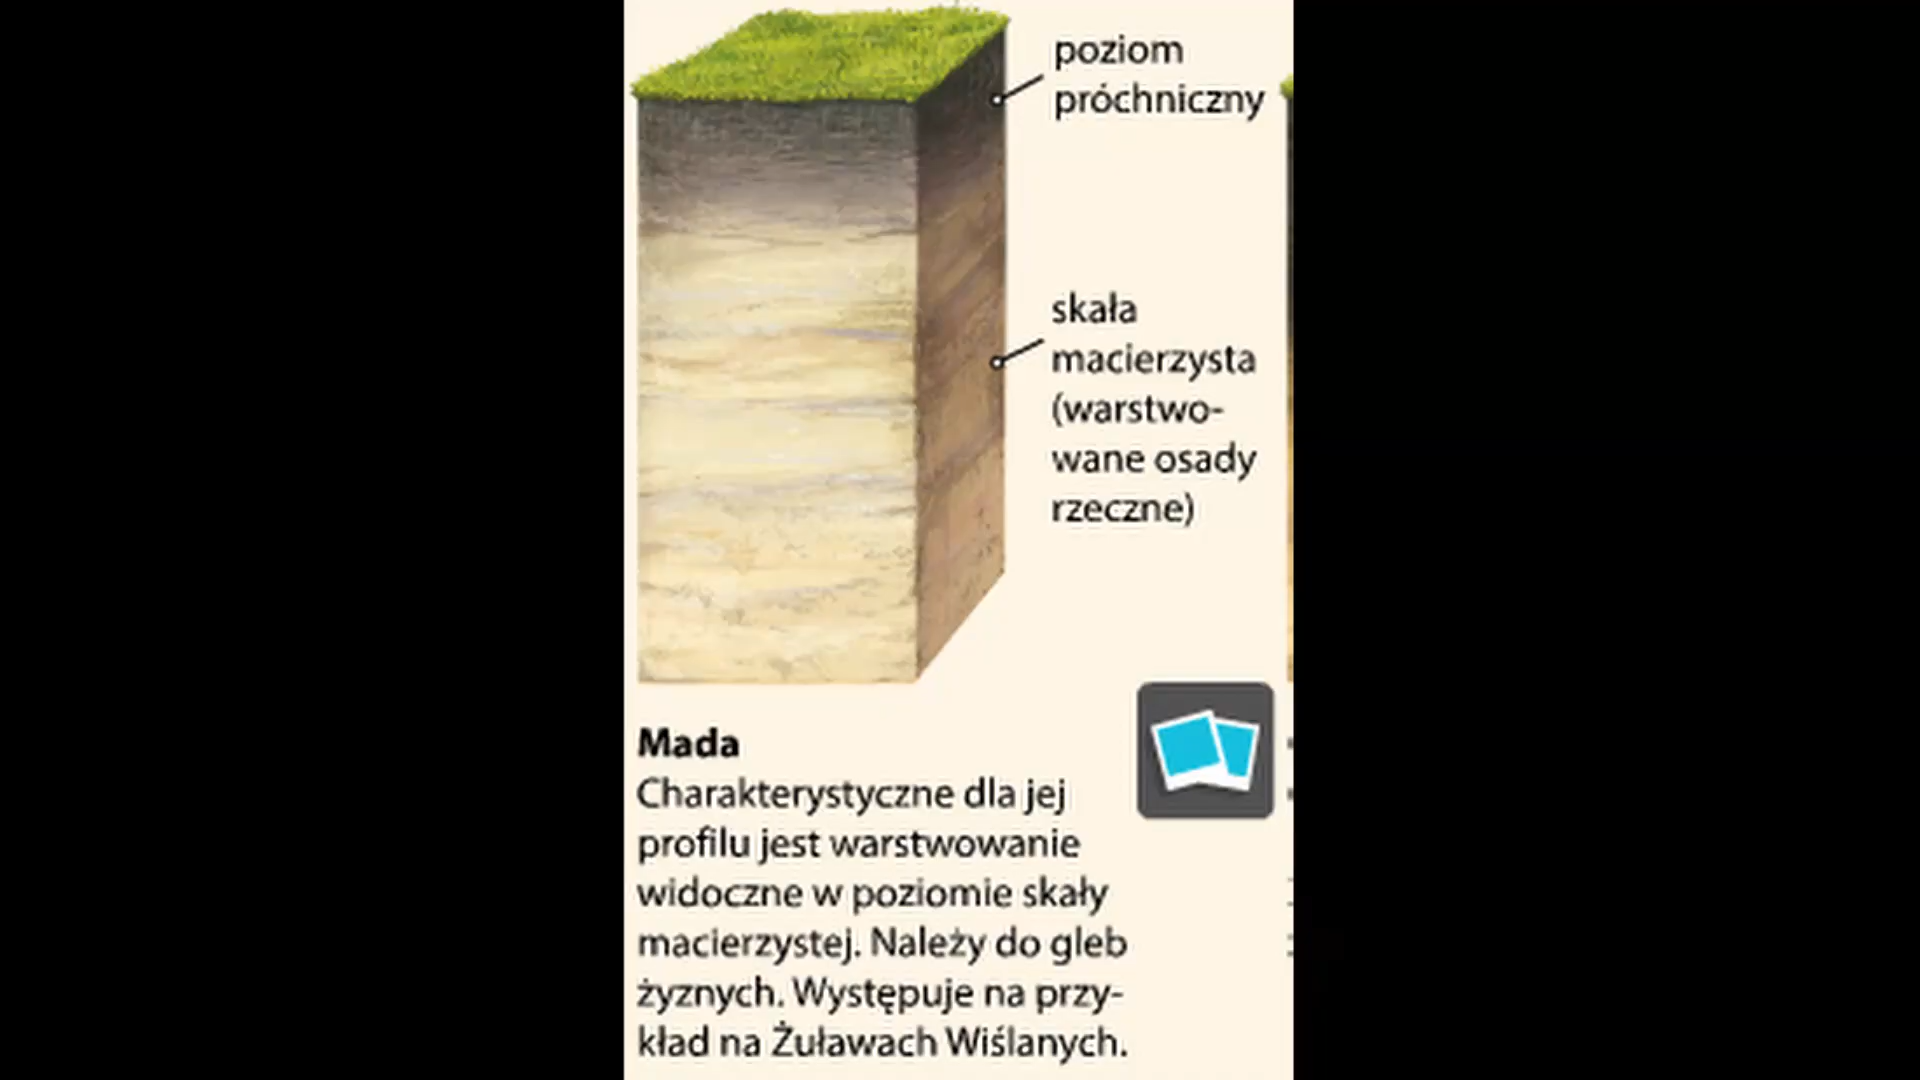 poziom
próchniczny
skała
macierzysta
(warstwo-
wane osady
rzeczne)
Mada
Charakterystyczne dla jej
profilu jest warstwowanie
widoczne w poziomie skały
macierzystej. Należy do gleb
żyznych. Występuje na przy-
kład na Żuławach Wiślanych.